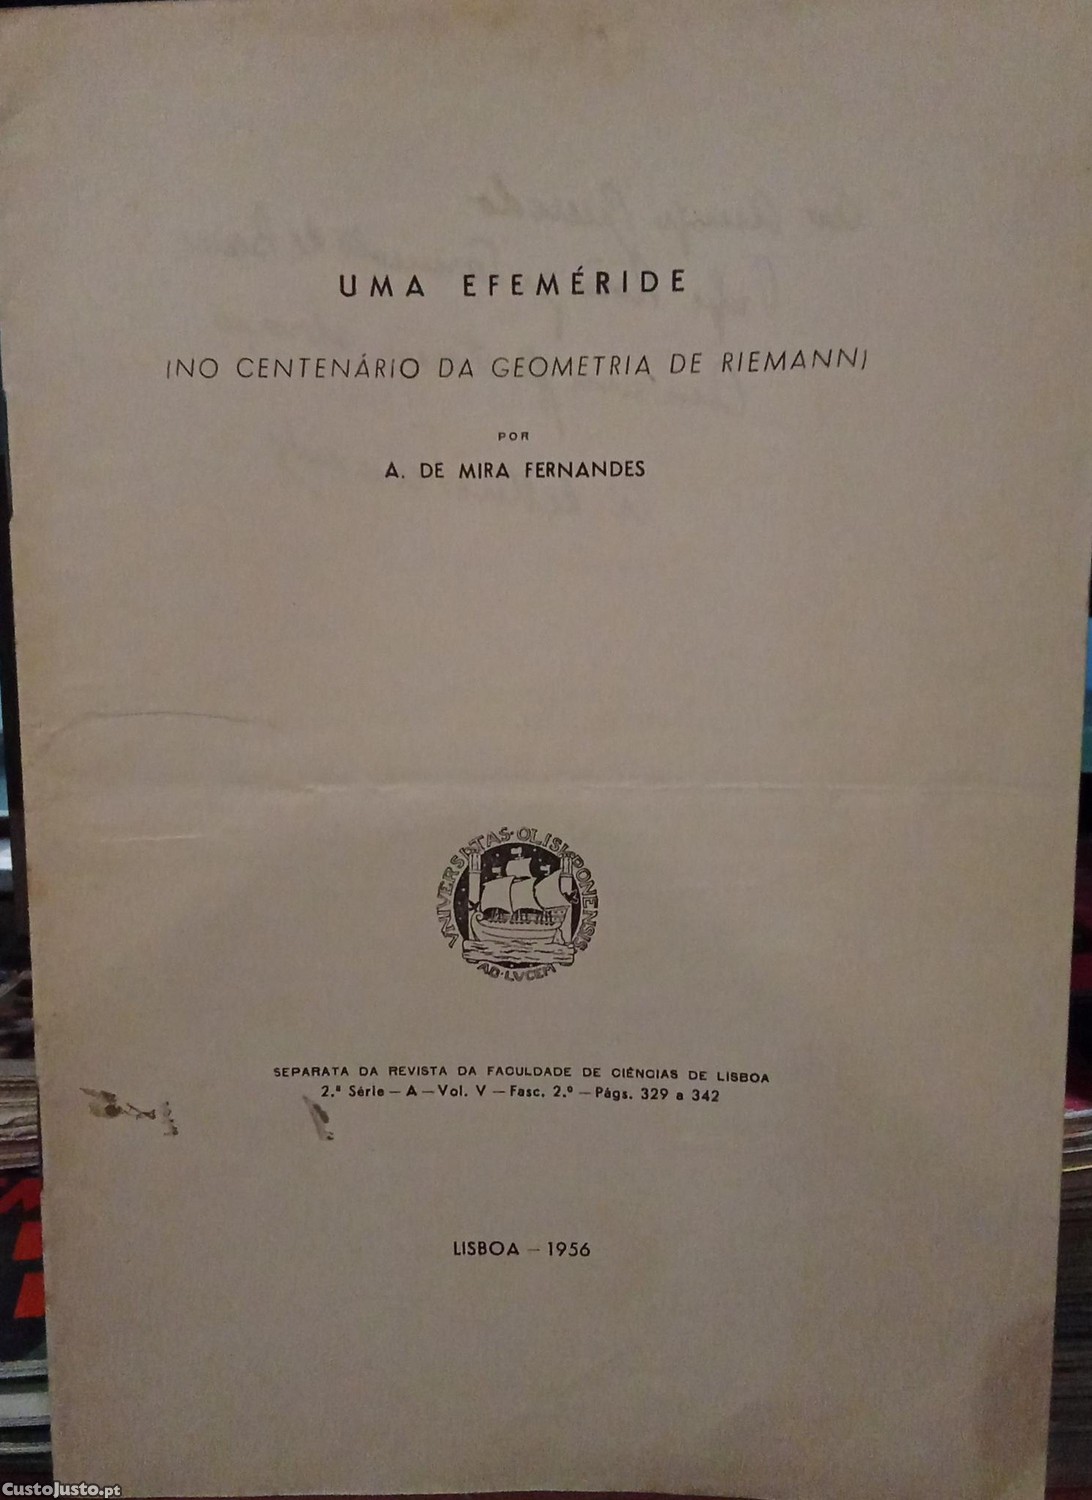 UMA EFEMÉRIDE
(NO CENTENÁRIO DA GEOMETRIA DE RIEMANN)
POR
A. DE MIRA FERNANDES
UNIVERSITAS·OLISIPONENSIS
AD·LVCEM
SEPARATA DA REVISTA DA FACULDADE DE CIÊNCIAS DE LISBOA
2.ª Série — A — Vol. V — Fasc. 2.º — Págs. 329 a 342
LISBOA — 1956
CustoJusto.pt